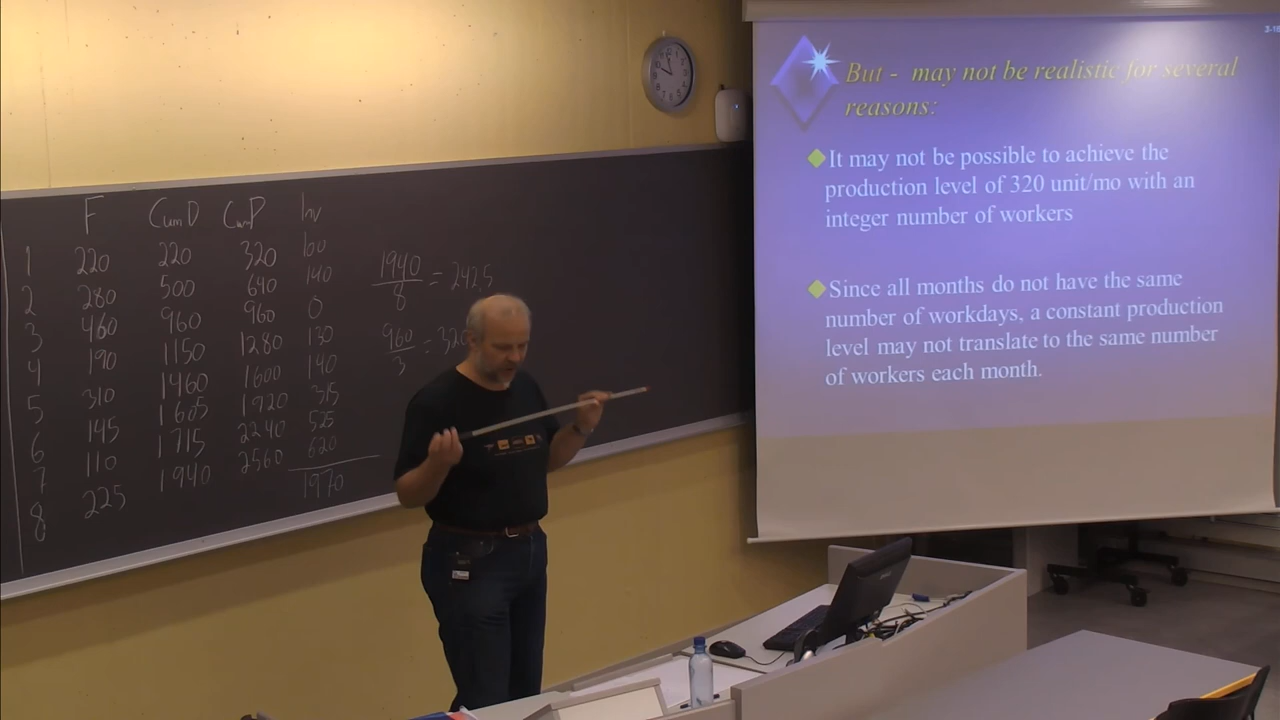 F CumD CumP Inv
1 220 220 320 100
2 280 500 640 140
3 460 960 960 0
4 190 1150 1280 130
5 310 1460 1600 140
6 145 1605 1920 315
7 110 1715 2240 525
8 225 1940 2560 620
1970
1940
8 = 242,5
960
3 = 320
3-18
But - may not be realistic for several
reasons:
It may not be possible to achieve the
production level of 320 unit/mo with an
integer number of workers
Since all months do not have the same
number of workdays, a constant production
level may not translate to the same number
of workers each month.